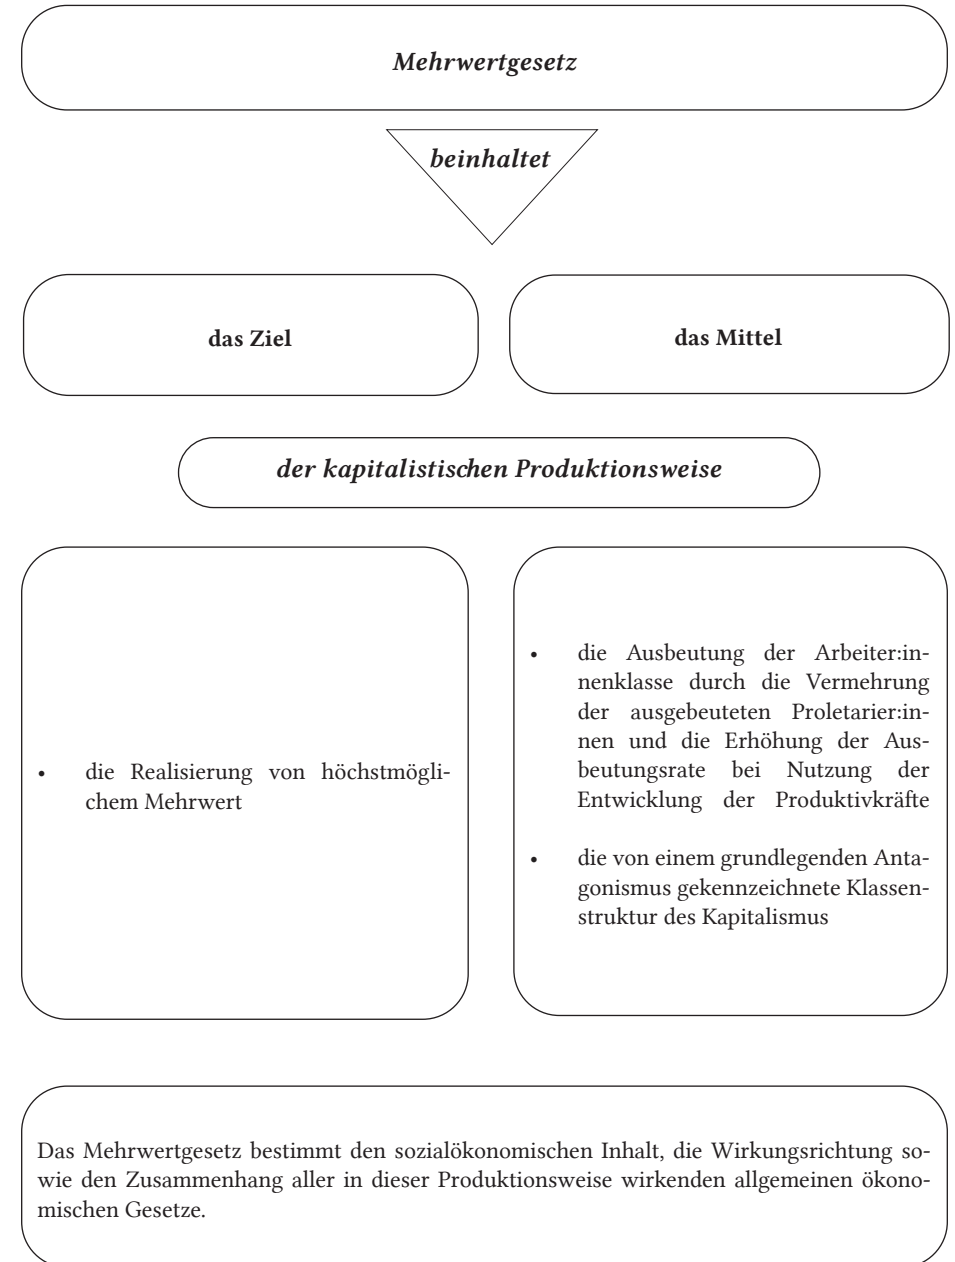 Mehrwertgesetz
beinhaltet
das Ziel
das Mittel
der kapitalistischen Produktionsweise
• die Realisierung von höchstmögli-
chem Mehrwert
• die Ausbeutung der Arbeiter:in-
nenklasse durch die Vermehrung
der ausgebeuteten Proletarier:in-
nen und die Erhöhung der Aus-
beutungsrate bei Nutzung der
Entwicklung der Produktivkräfte
• die von einem grundlegenden Anta-
gonismus gekennzeichnete Klassen-
struktur des Kapitalismus
Das Mehrwertgesetz bestimmt den sozialökonomischen Inhalt, die Wirkungsrichtung so-
wie den Zusammenhang aller in dieser Produktionsweise wirkenden allgemeinen ökono-
mischen Gesetze.